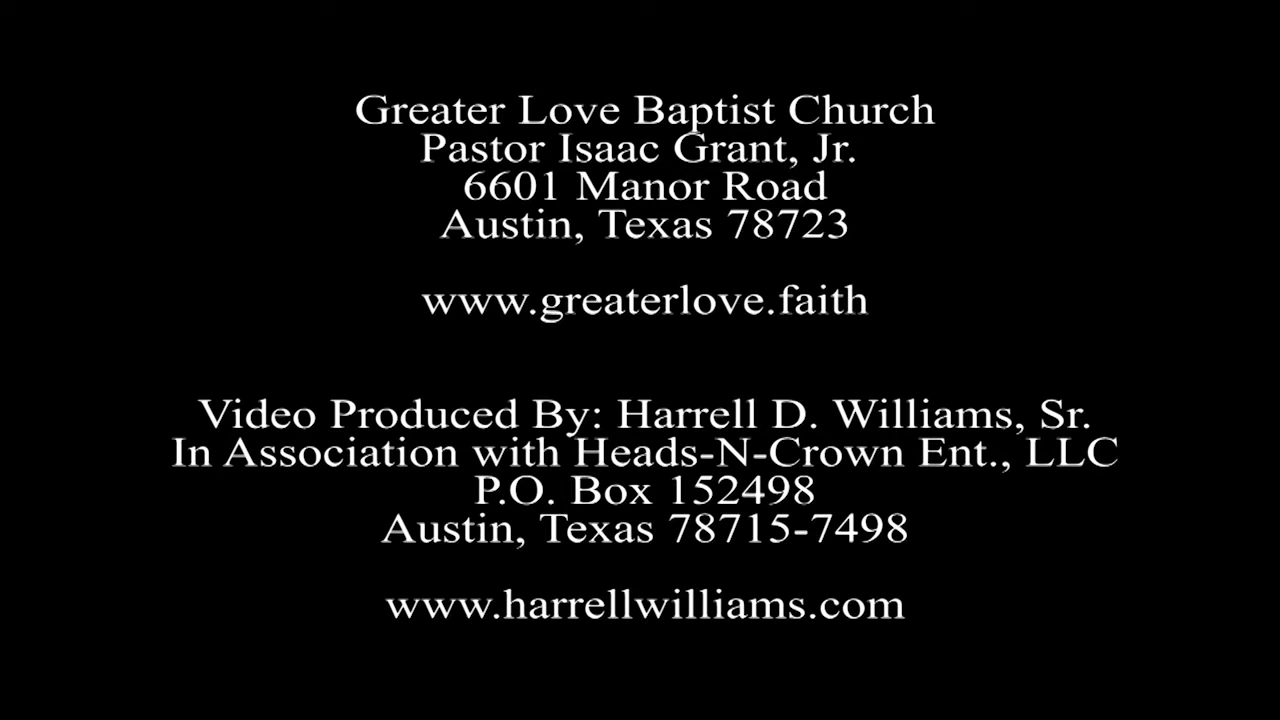 Greater Love Baptist Church
Pastor Isaac Grant, Jr.
6601 Manor Road
Austin, Texas 78723
www.greaterlove.faith
Video Produced By: Harrell D. Williams, Sr.
In Association with Heads-N-Crown Ent., LLC
P.O. Box 152498
Austin, Texas 78715-7498
www.harrellwilliams.com